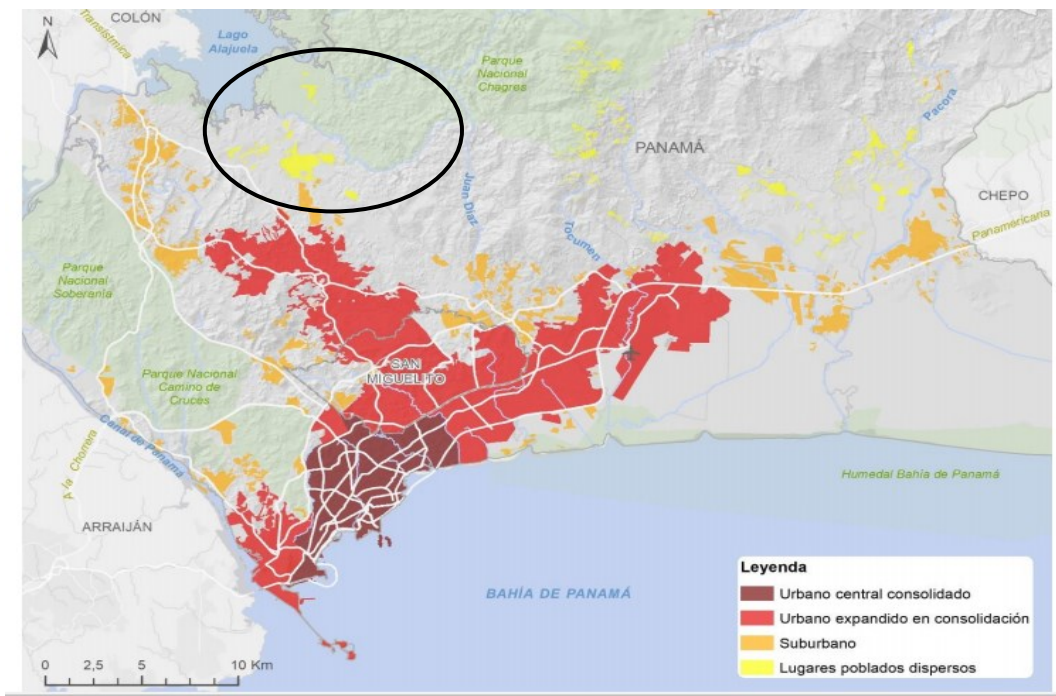 N
COLÓN
Transístmica
Lago
Alajuela
Parque
Nacional
Chagres
Pacora
PANAMÁ
CHEPO
Juan Díaz
Tocumen
Panamericana
Parque
Nacional
Soberanía
SAN
MIGUELITO
Parque Nacional
Camino de
Cruces
Canal de Panamá
A la Chorrera
Humedal Bahía de Panamá
ARRAIJÁN
BAHÍA DE PANAMÁ
Leyenda
Urbano central consolidado
Urbano expandido en consolidación
Suburbano
Lugares poblados dispersos
0 2,5 5 10 Km